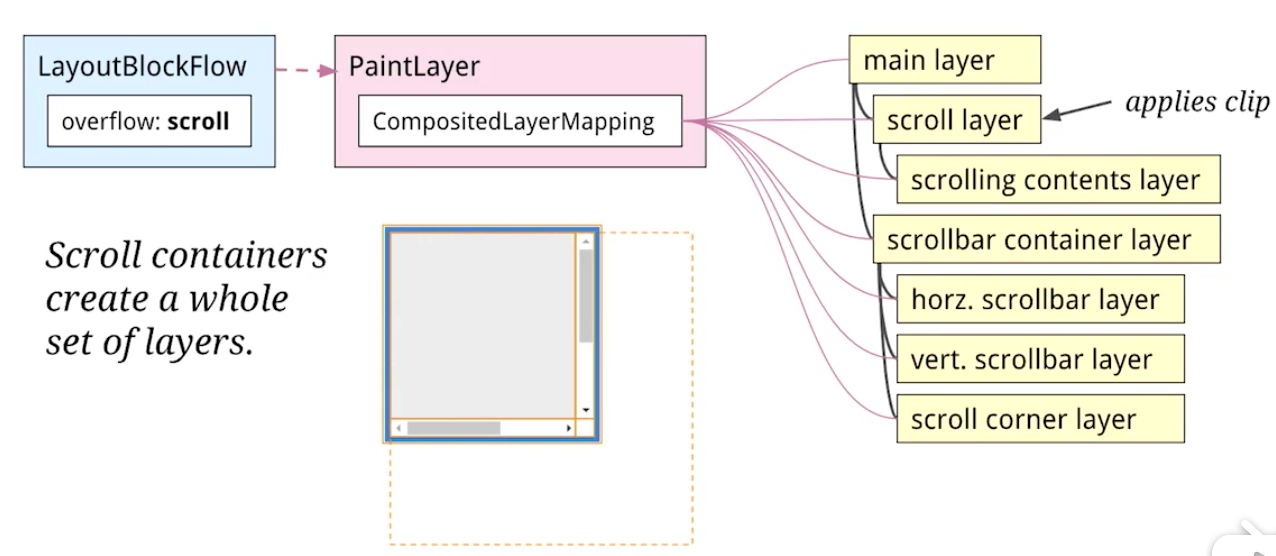 LayoutBlockFlow
overflow: scroll
PaintLayer
CompositedLayerMapping
main layer
scroll layer
applies clip
scrolling contents layer
scrollbar container layer
horz. scrollbar layer
vert. scrollbar layer
scroll corner layer
Scroll containers
create a whole
set of layers.